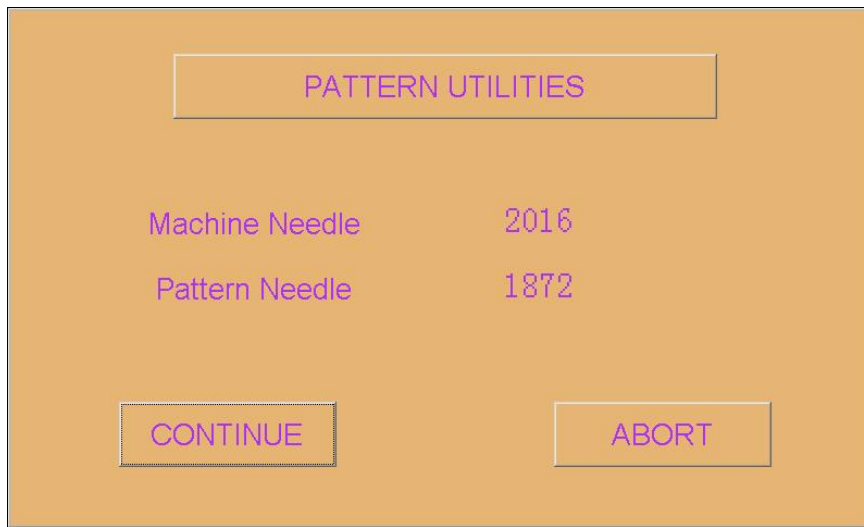 PATTERN UTILITIES
Machine Needle 2016
Pattern Needle 1872
CONTINUE ABORT